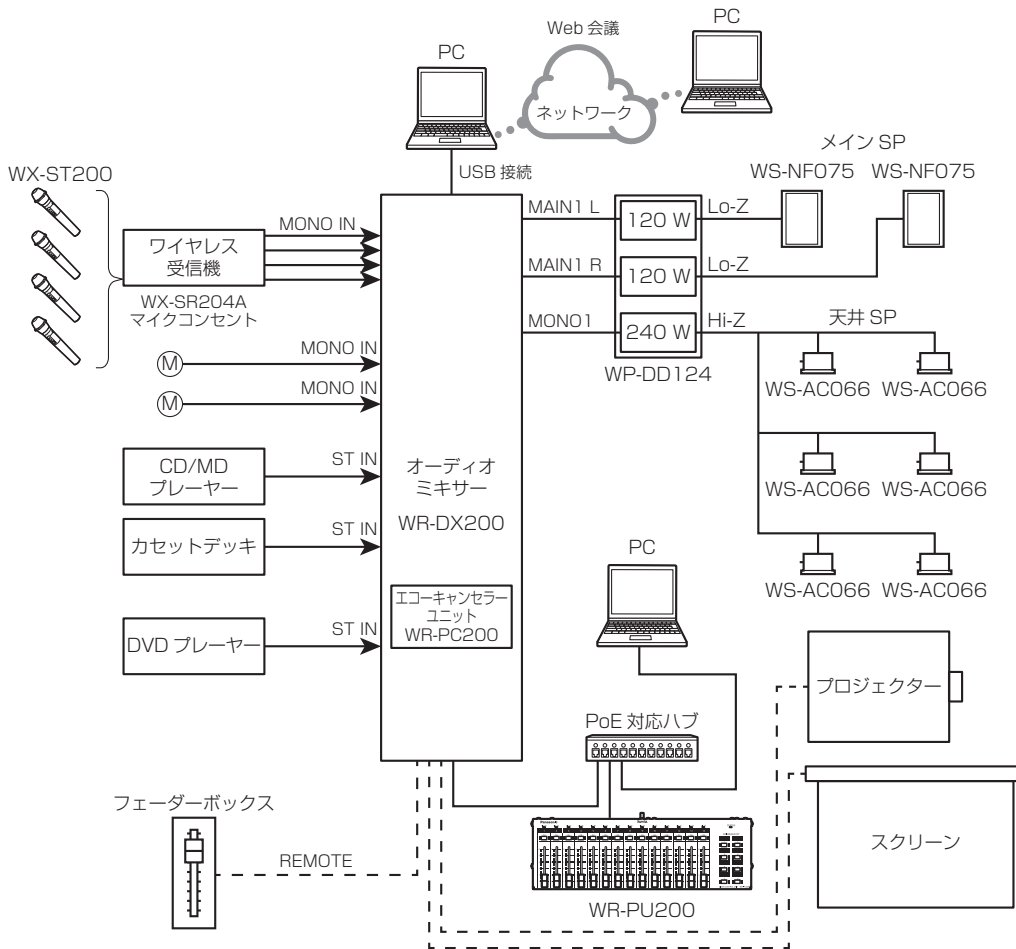 Web 会議
PC
PC
ネットワーク
USB 接続
メイン SP
WS-NF075
WS-NF075
WX-ST200
MONO IN
ワイヤレス
受信機
WX-SR204A
マイクコンセント
MAIN1 L
120 W
Lo-Z
MAIN1 R
120 W
Lo-Z
MONO1
240 W
Hi-Z
天井 SP
WP-DD124
M
MONO IN
M
MONO IN
WS-AC066
WS-AC066
WS-AC066
WS-AC066
WS-AC066
WS-AC066
CD/MD
プレーヤー
ST IN
カセットデッキ
ST IN
DVD プレーヤー
ST IN
オーディオ
ミキサー
WR-DX200
エコーキャンセラー
ユニット
WR-PC200
PC
PoE 対応ハブ
プロジェクター
スクリーン
フェーダーボックス
REMOTE
Panasonic
WR-PU200